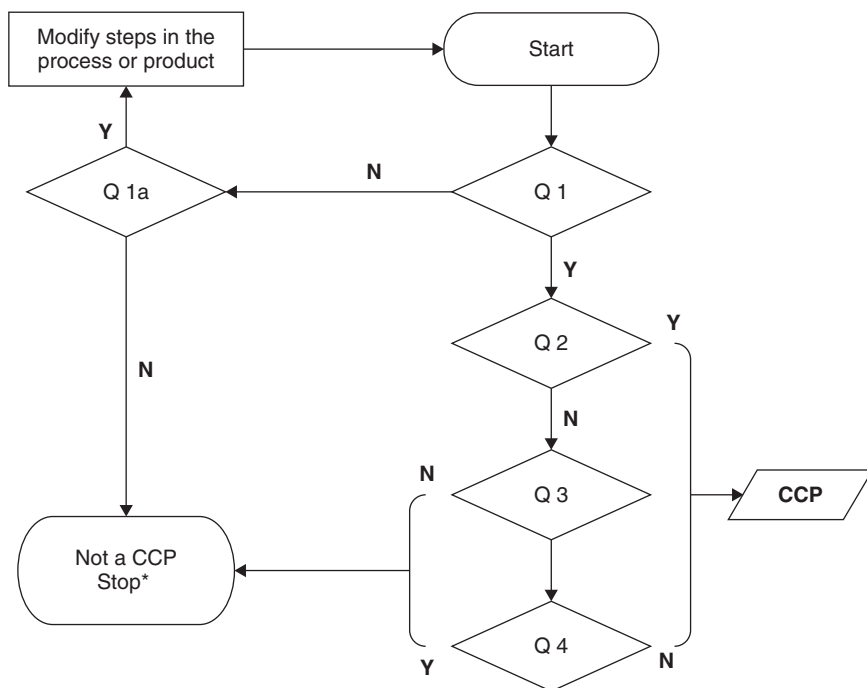 Modify steps in the
process or product
Start
Y
N
Q 1a
Q 1
Y
Q 2
Y
N
N
N
Q 3
CCP
Not a CCP
Stop*
Q 4
Y
N